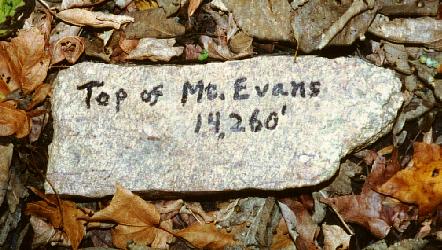 Top of Mt. Evans
14,260'